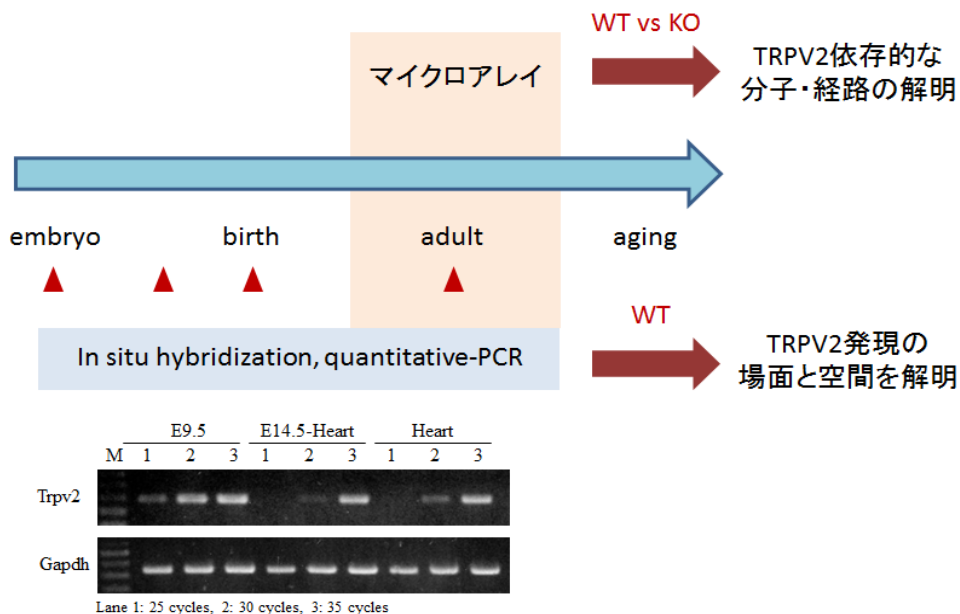 WT vs KO
マイクロアレイ
TRPV2依存的な
分子・経路の解明
embryo birth adult aging
WT
In situ hybridization, quantitative-PCR
TRPV2発現の
場面と空間を解明
E9.5 E14.5-Heart Heart
M 1 2 3 1 2 3 1 2 3
Trpv2
Gapdh
Lane 1: 25 cycles, 2: 30 cycles, 3: 35 cycles